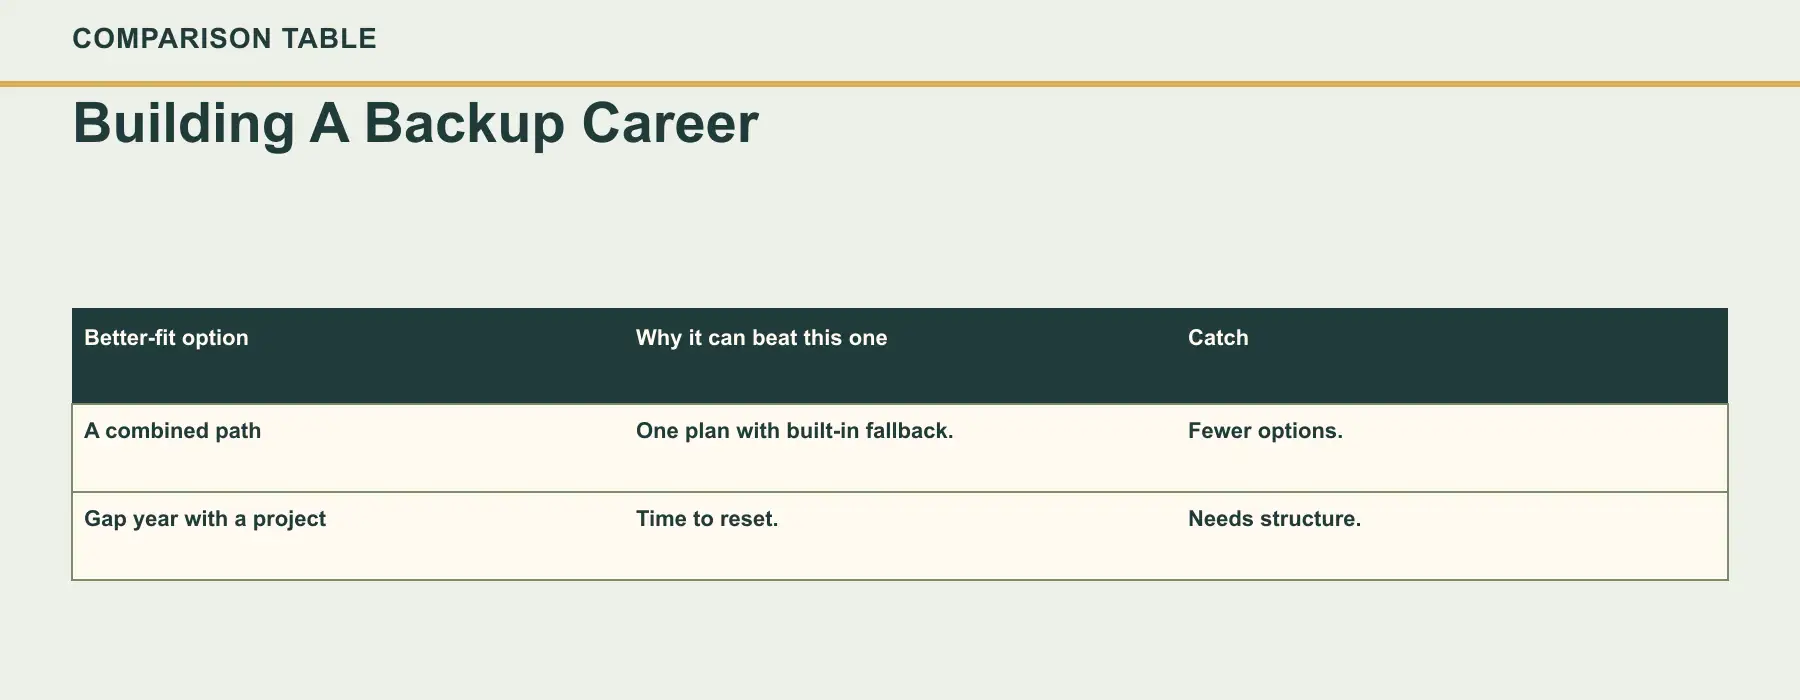 COMPARISON TABLE
Building A Backup Career
Better-fit option Why it can beat this one Catch
A combined path One plan with built-in fallback. Fewer options.
Gap year with a project Time to reset. Needs structure.